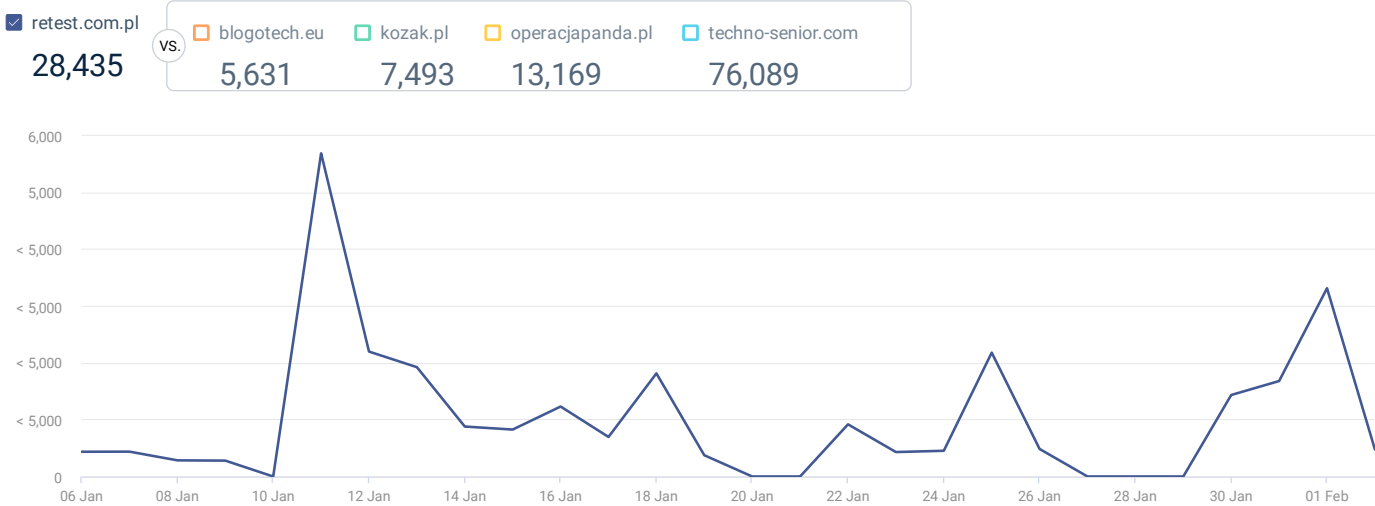 retest.com.pl
28,435
vs.
blogotech.eu kozak.pl operacjapanda.pl techno-senior.com
5,631 7,493 13,169 76,089
6,000
5,000
< 5,000
< 5,000
< 5,000
< 5,000
0
06 Jan 08 Jan 10 Jan 12 Jan 14 Jan 16 Jan 18 Jan 20 Jan 22 Jan 24 Jan 26 Jan 28 Jan 30 Jan 01 Feb